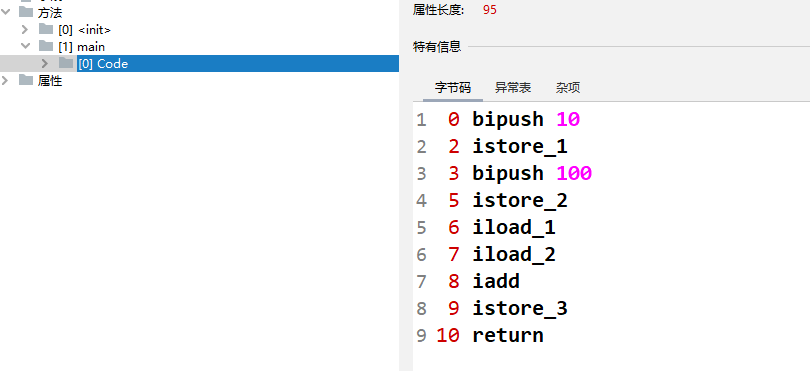 方法
[0] <init>
[1] main
[0] Code
属性
属性长度: 95
特有信息
字节码 异常表 杂项
1 0 bipush 10
2 2 istore_1
3 3 bipush 100
4 5 istore_2
5 6 iload_1
6 7 iload_2
7 8 iadd
8 9 istore_3
9 10 return